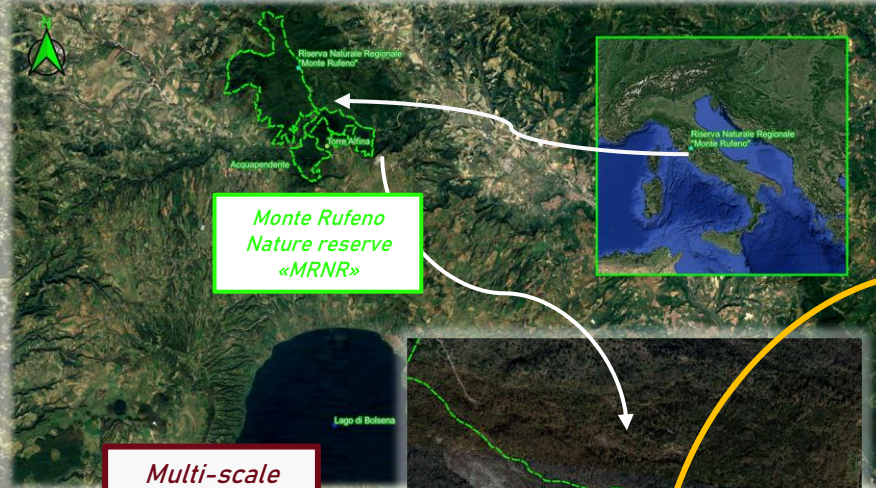 N
Riserva Naturale Regionale
"Monte Rufeno"
Torre Alfina
Acquapendente
Riserva Naturale Regionale
"Monte Rufeno"
Monte Rufeno
Nature reserve
«MRNR»
Lago di Bolsena
Multi-scale